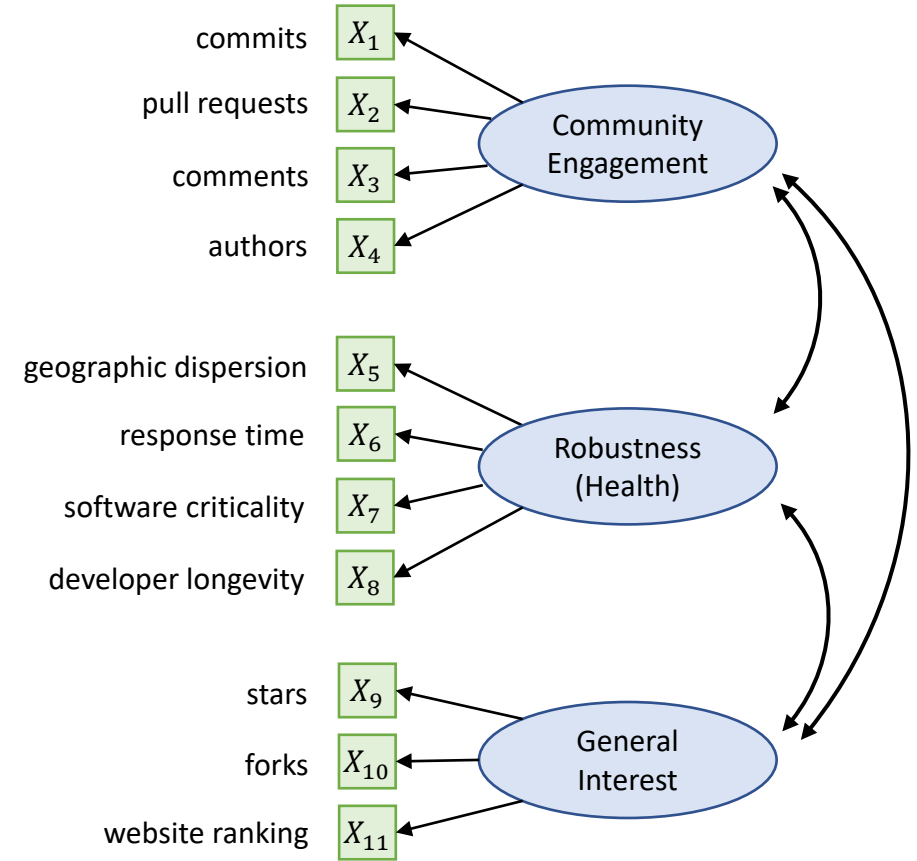 commits X₁
pull requests X₂
comments X₃
authors X₄
Community
Engagement
geographic dispersion X₅
response time X₆
software criticality X₇
developer longevity X₈
Robustness
(Health)
stars X₉
forks X₁₀
website ranking X₁₁
General
Interest